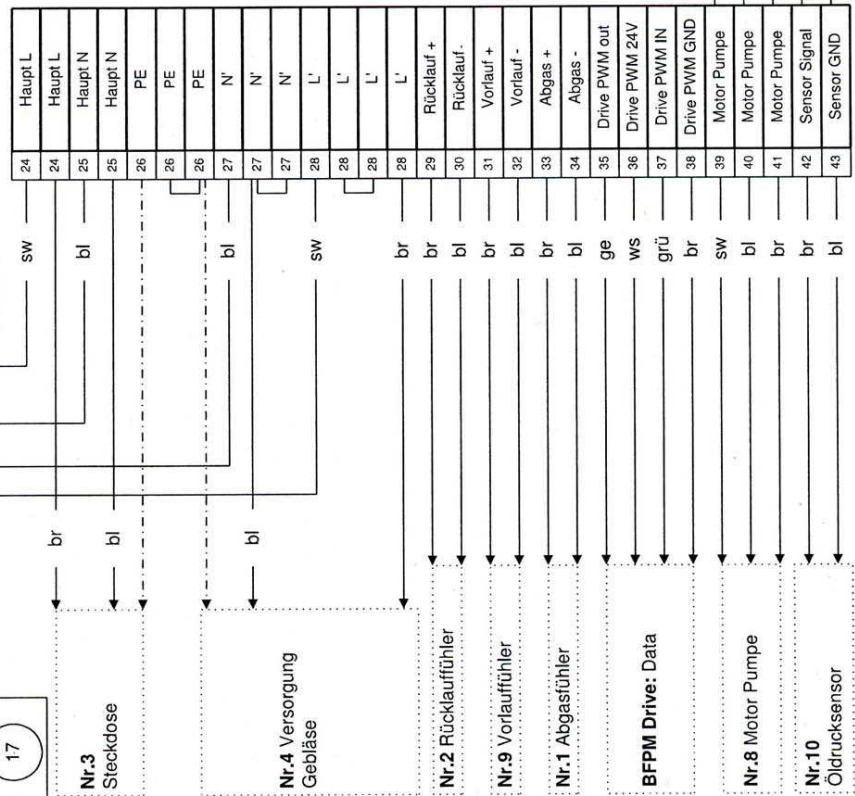 17
Nr.3
Steckdose
Nr.4 Versorgung
Gebläse
Nr.2 Rücklauffühler
Nr.9 Vorlauffühler
Nr.1 Abgasfühler
BFPM Drive: Data
Nr.8 Motor Pumpe
Nr.10
Öldrucksensor
br
bl
bl
sw
bl
bl
sw
br
br
bl
br
bl
br
bl
ge
ws
grü
br
sw
bl
br
br
bl
24 Haupt L
24 Haupt L
25 Haupt N
25 Haupt N
26 PE
26 PE
26 PE
27 N'
27 N'
27 N'
28 L'
28 L'
28 L'
28 L'
29 Rücklauf +
30 Rücklauf -
31 Vorlauf +
32 Vorlauf -
33 Abgas +
34 Abgas -
35 Drive PWM out
36 Drive PWM 24V
37 Drive PWM IN
38 Drive PWM GND
39 Motor Pumpe
40 Motor Pumpe
41 Motor Pumpe
42 Sensor Signal
43 Sensor GND